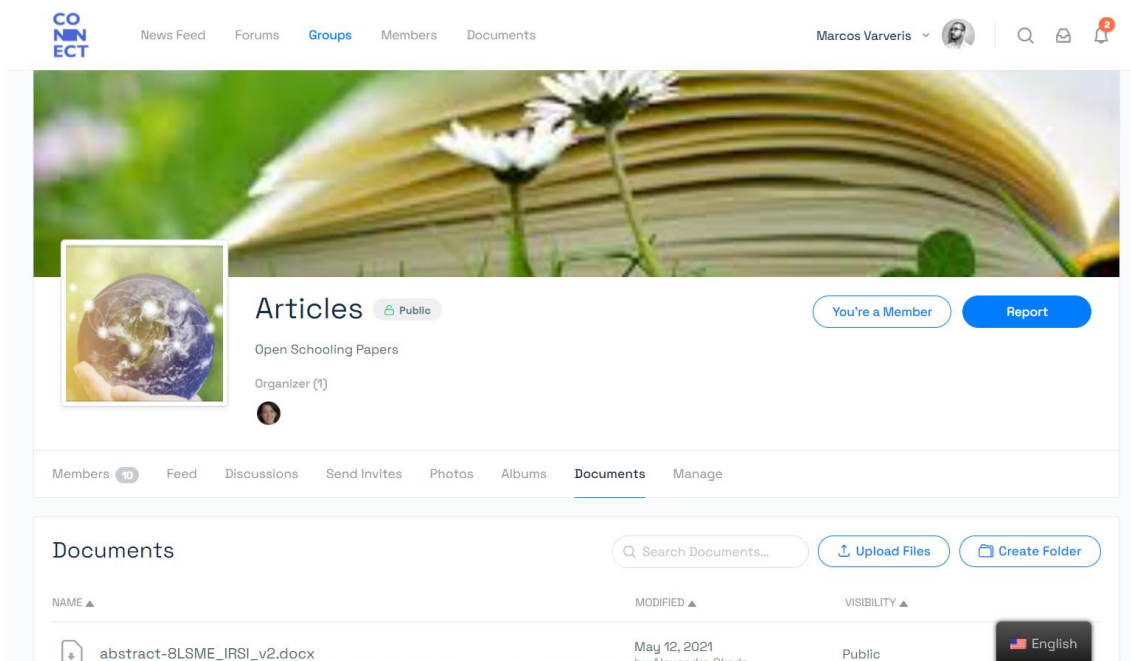 CO
NN
ECT
News Feed Forums Groups Members Documents
Marcos Varveris
2
Articles Public
You're a Member Report
Open Schooling Papers
Organizer (1)
Members 10 Feed Discussions Send Invites Photos Albums Documents Manage
Documents
Search Documents... Upload Files Create Folder
NAME MODIFIED VISIBILITY
abstract-8LSME_IRSI_v2.docx
May 12, 2021
Public
English